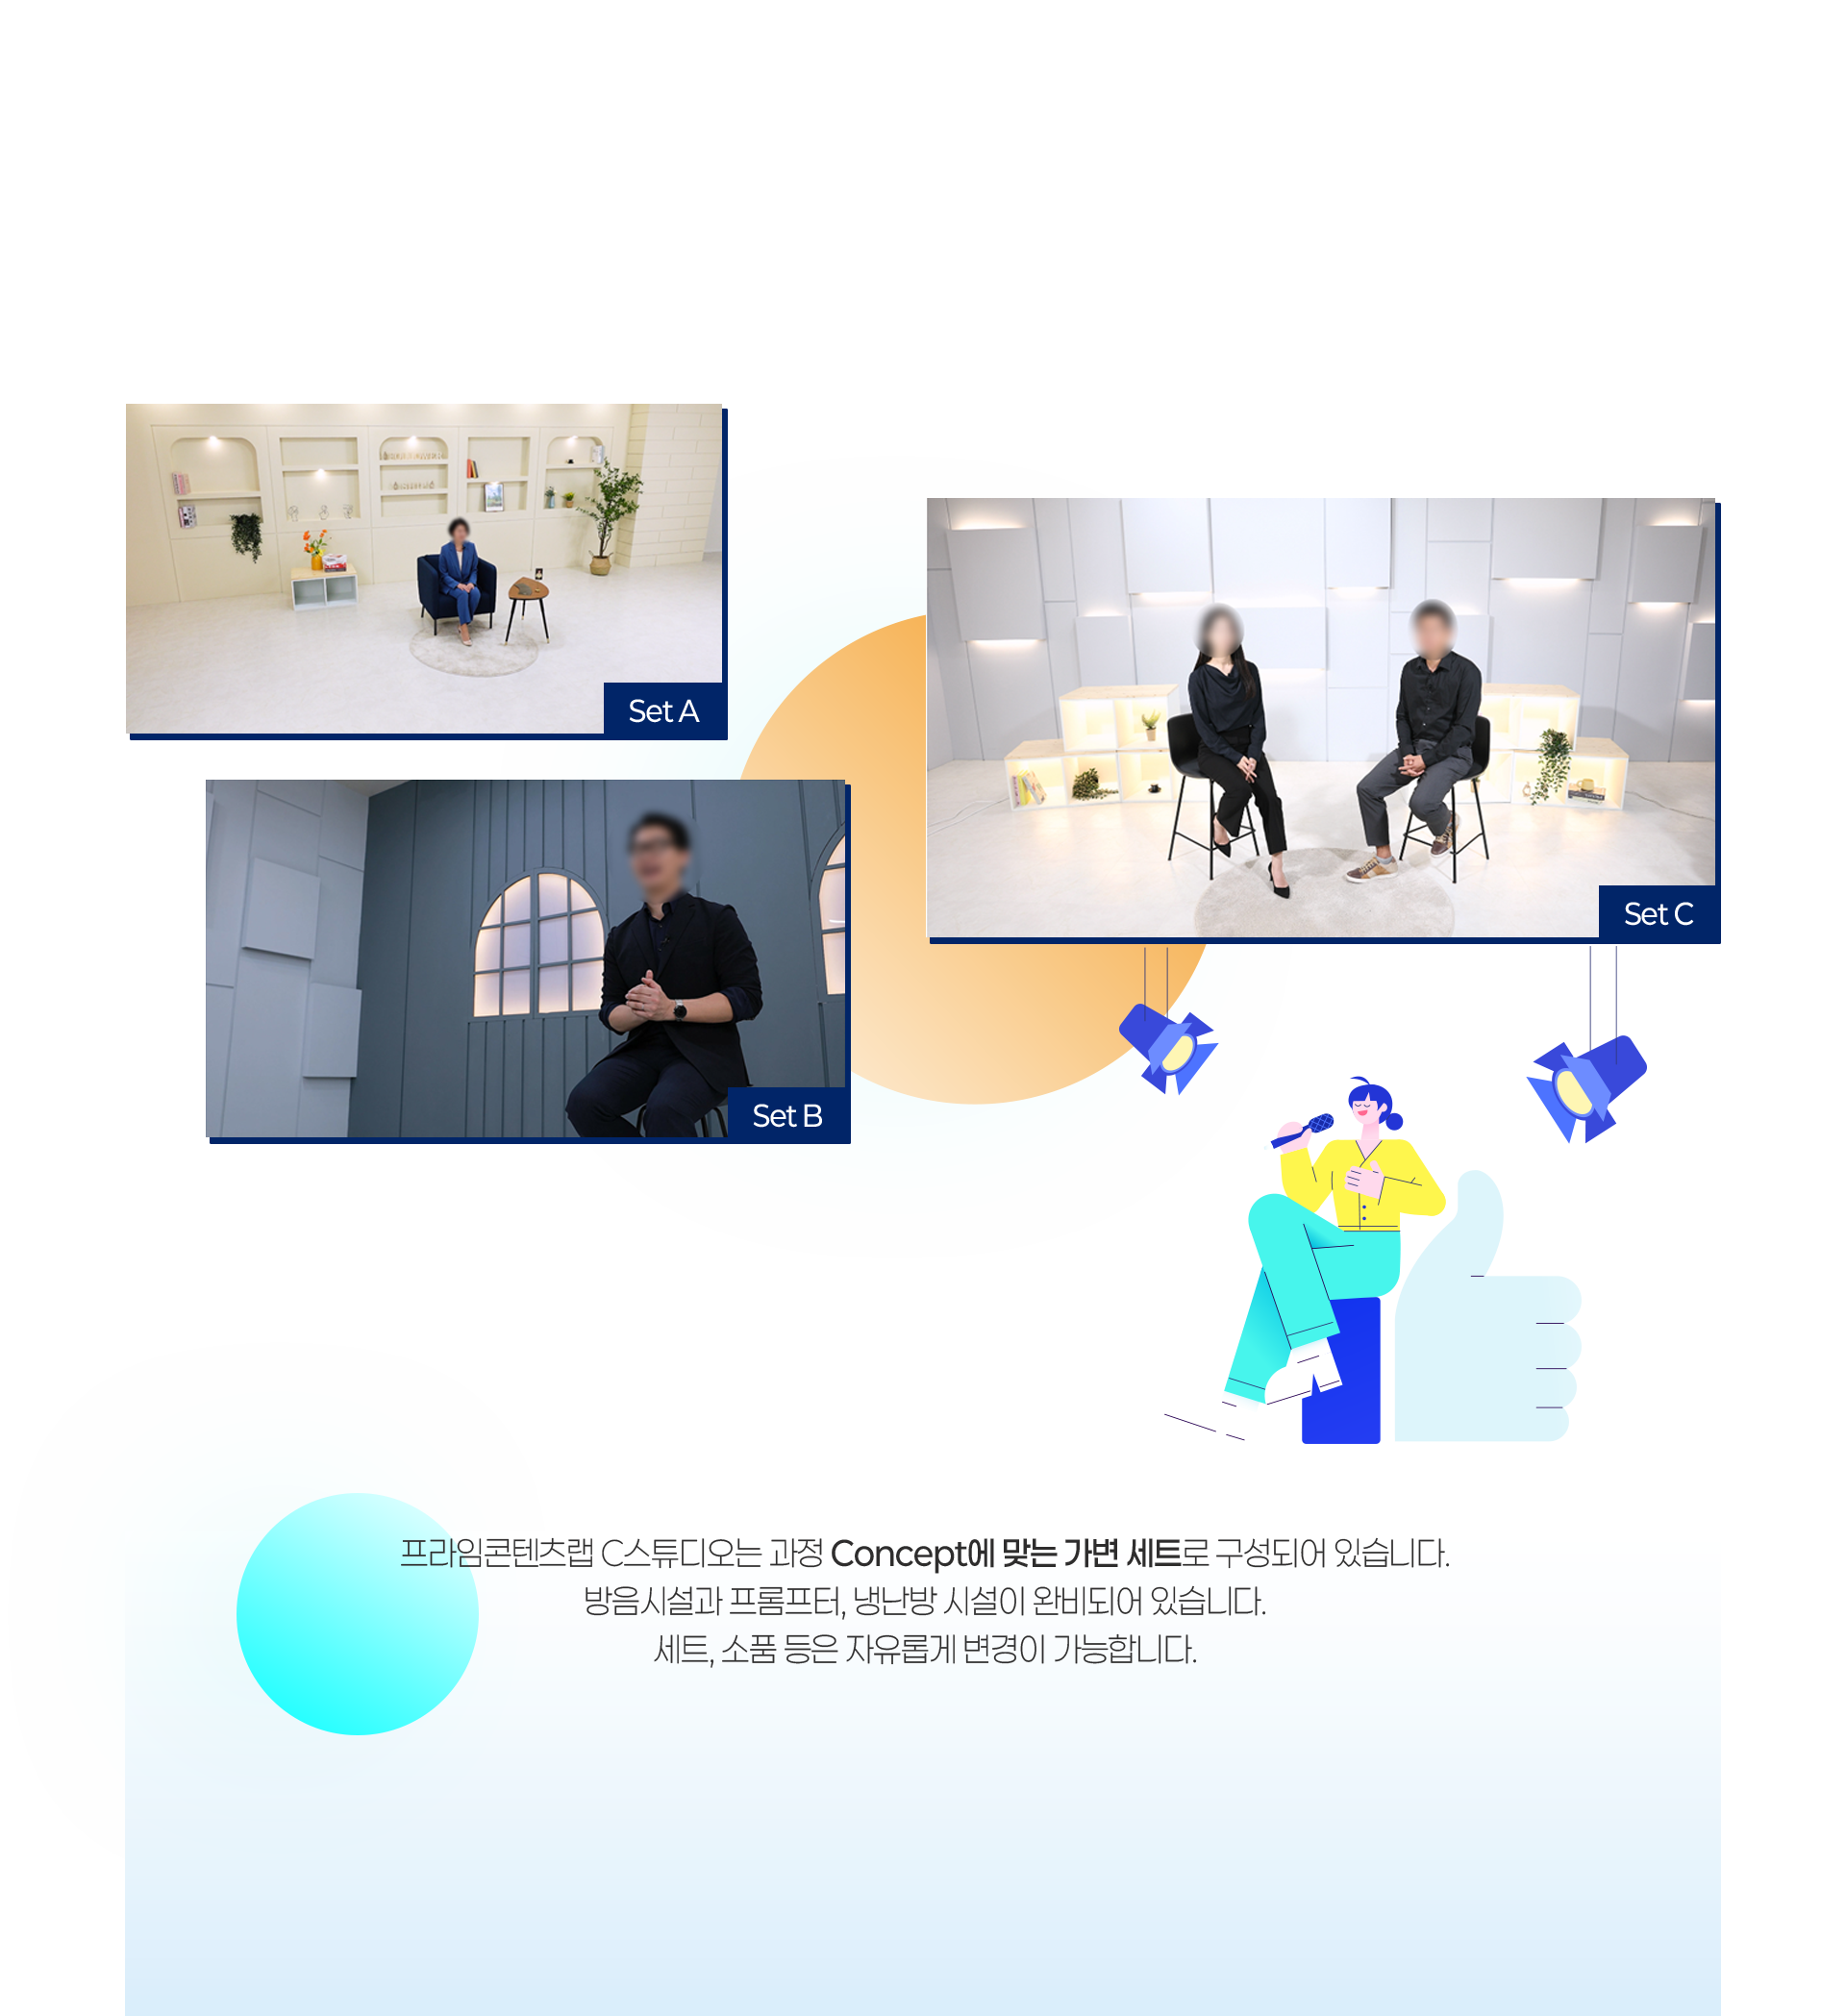 Set A
Set C
Set B
프라임콘텐츠랩 C스튜디오는 과정 Concept에 맞는 가변 세트로 구성되어 있습니다.
방음시설과 프롬프터, 냉난방 시설이 완비되어 있습니다.
세트, 소품 등은 자유롭게 변경이 가능합니다.